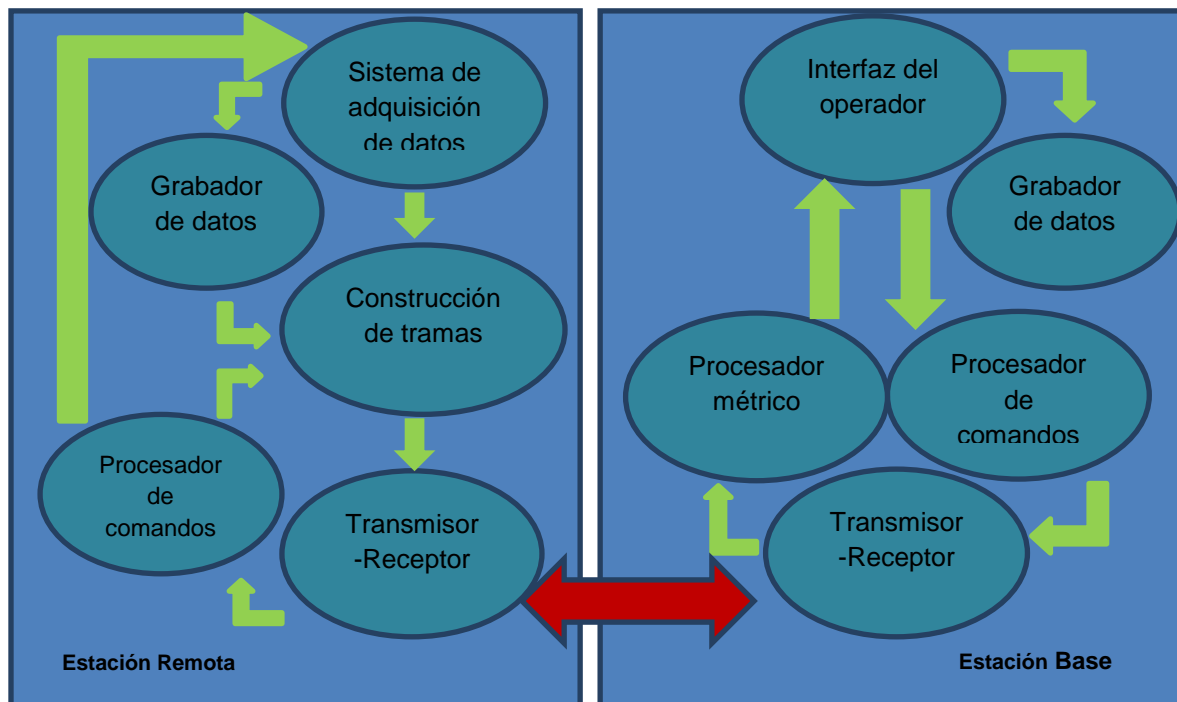 Sistema de
adquisición
de datos
Grabador
de datos
Construcción
de tramas
Procesador
de
comandos
Transmisor
-Receptor
Estación Remota
Interfaz del
operador
Grabador
de datos
Procesador
métrico
Procesador
de
comandos
Transmisor
-Receptor
Estación Base